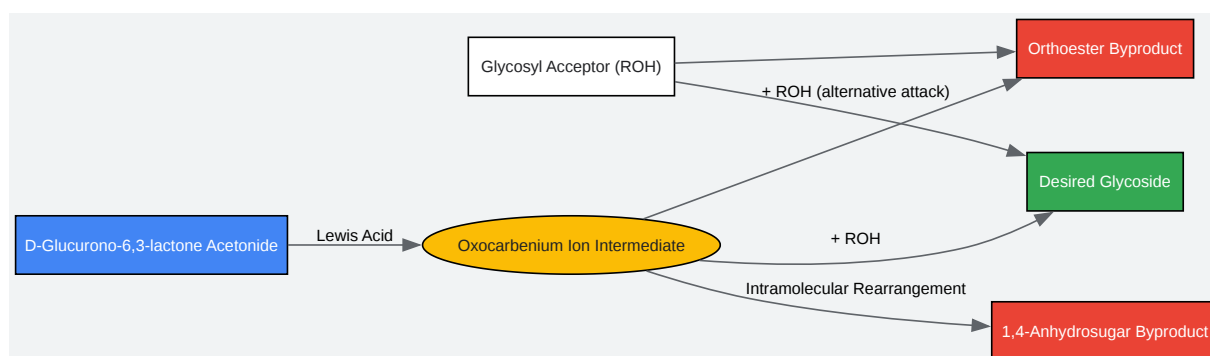 Orthoester Byproduct
Glycosyl Acceptor (ROH)
+ ROH (alternative attack)
Desired Glycoside
D-Glucurono-6,3-lactone Acetonide
Lewis Acid
Oxocarbenium Ion Intermediate
+ ROH
Intramolecular Rearrangement
1,4-Anhydrosugar Byproduct